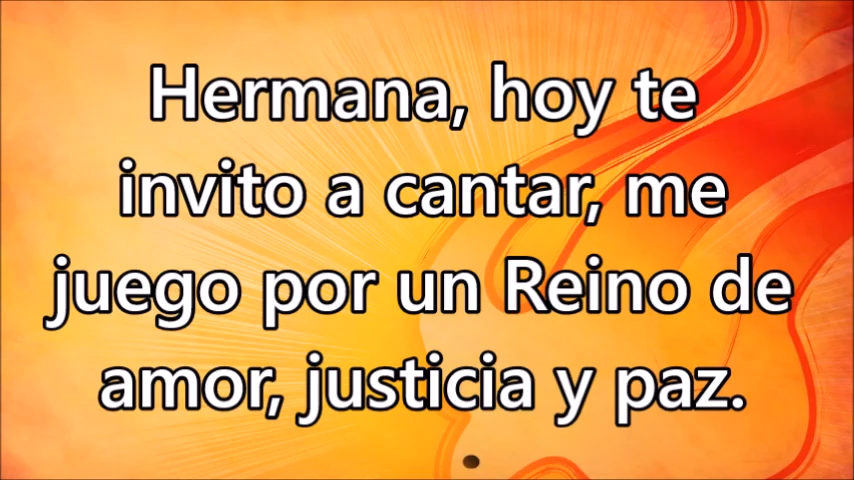 Hermana, hoy te
invito a cantar, me
juego por un Reino de
amor, justicia y paz.